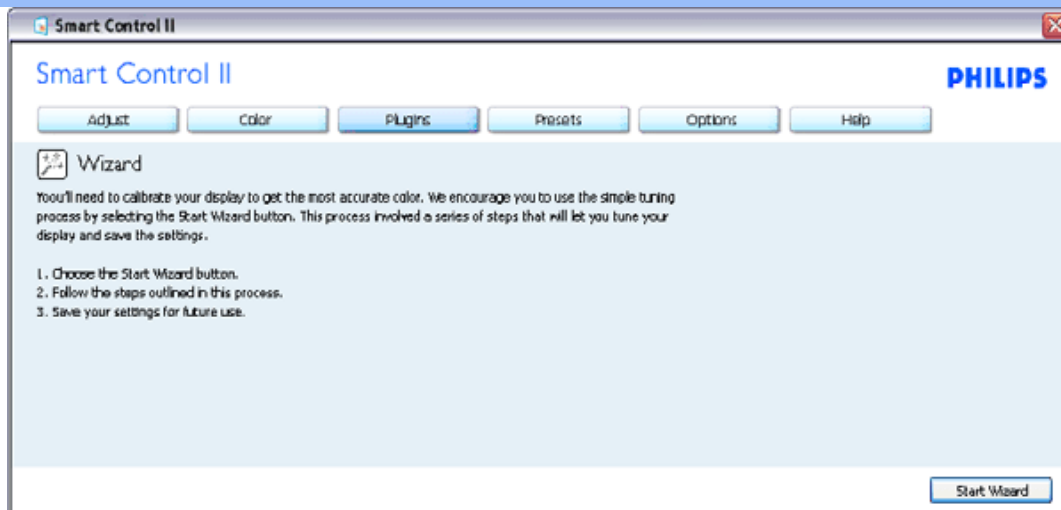 Smart Control II
Smart Control II
PHILIPS
Adjust Color Plugins Presets Options Help
Wizard
Yoou'll need to calibrate your display to get the most accurate color. We encourage you to use the simple tuning
process by selecting the Start Wizard button. This process involved a series of steps that will let you tune your
display and save the settings.
1. Choose the Start Wizard button.
2. Follow the steps outlined in this process.
3. Save your settings for future use.
Start Wizard